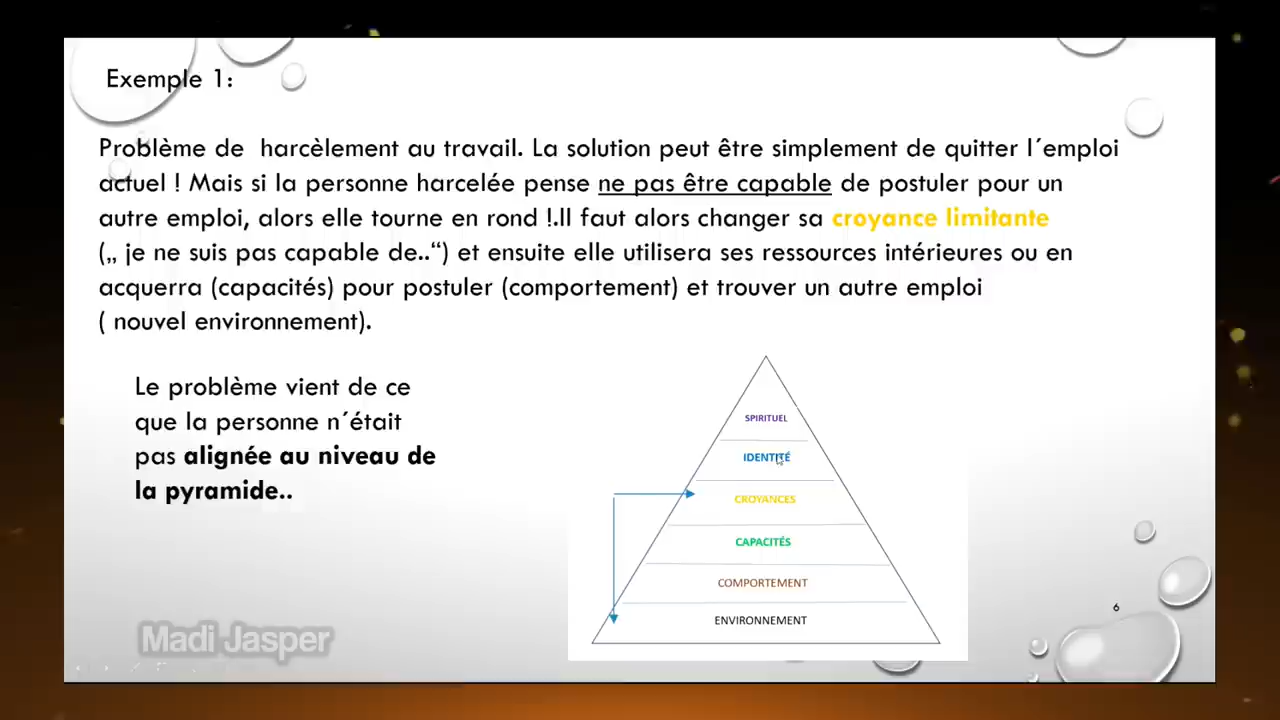 Exemple 1:
Problème de harcèlement au travail. La solution peut être simplement de quitter l´emploi
actuel ! Mais si la personne harcelée pense ne pas être capable de postuler pour un
autre emploi, alors elle tourne en rond !.Il faut alors changer sa croyance limitante
(„ je ne suis pas capable de..“) et ensuite elle utilisera ses ressources intérieures ou en
acquerra (capacités) pour postuler (comportement) et trouver un autre emploi
( nouvel environnement).
Le problème vient de ce
que la personne n´était
pas alignée au niveau de
la pyramide..
SPIRITUEL
IDENTITÉ
CROYANCES
CAPACITÉS
COMPORTEMENT
ENVIRONNEMENT
6
Madi Jasper